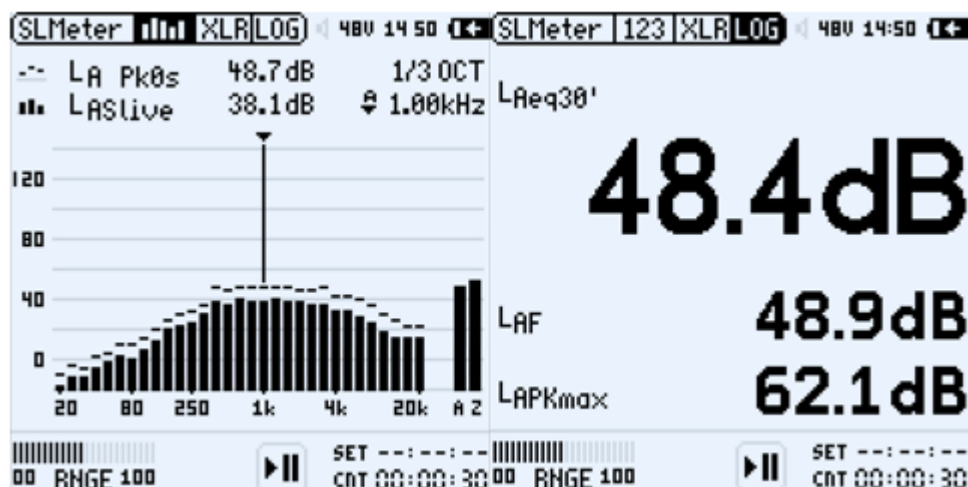 SLMeter XLR LOG 48V 14 50
LA Pk0s 48.7dB 1/3 OCT
LASlive 38.1dB A 1.00kHz
120
80
40
0
20 80 250 1k 4k 20k A Z
SET --:--:--
00 RNGE 100 CNT 00:00:30
SLMeter 123 XLR LOG 48V 14:50
LAeq30'
48.4dB
LAF 48.9dB
LAPKmax 62.1dB
SET --:--:--
00 RNGE 100 CNT 00:00:30